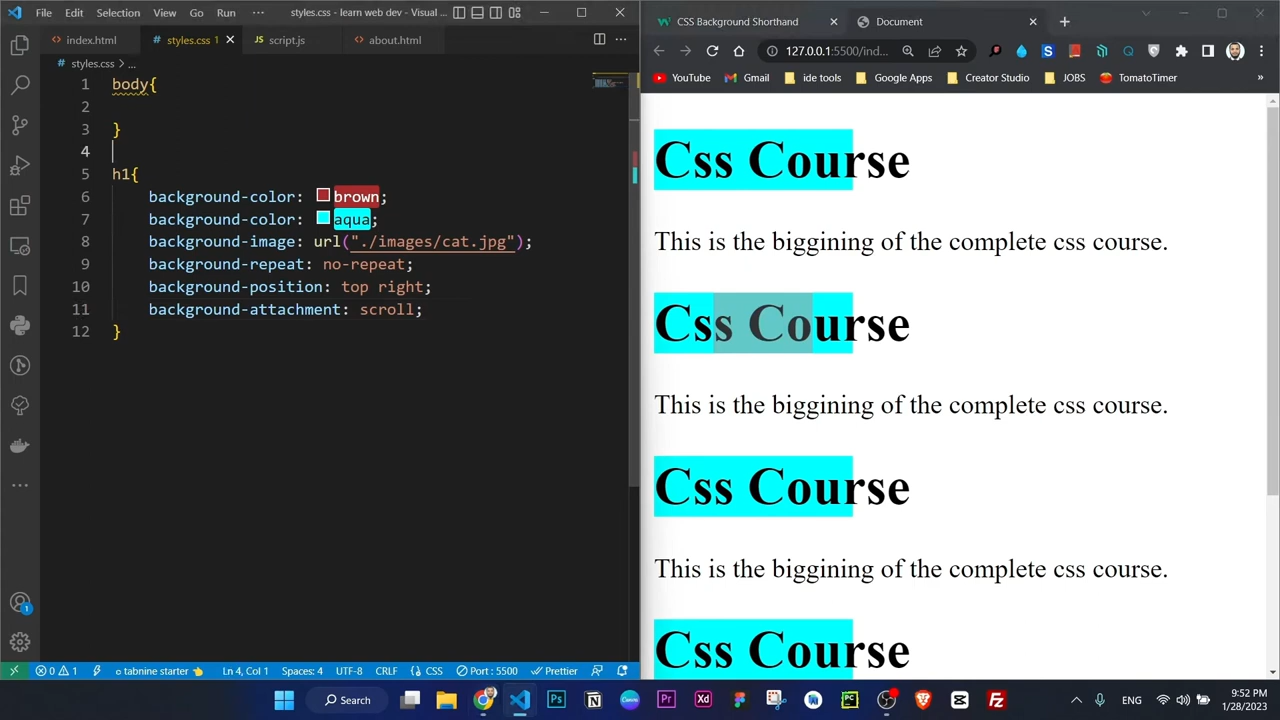 File Edit Selection View Go Run ··· styles.css - learn web dev - Visual ...
index.html styles.css 1 script.js about.html
styles.css > ...
1 body{
2
3 }
4
5 h1{
6 background-color: brown;
7 background-color: aqua;
8 background-image: url("./images/cat.jpg");
9 background-repeat: no-repeat;
10 background-position: top right;
11 background-attachment: scroll;
12 }
0 1 tabnine starter Ln 4, Col 1 Spaces: 4 UTF-8 CRLF {} CSS Port : 5500 Prettier
CSS Background Shorthand Document
127.0.0.1:5500/ind...
YouTube Gmail ide tools Google Apps Creator Studio JOBS TomatoTimer »
Css Course
This is the biggining of the complete css course.
Css Course
This is the biggining of the complete css course.
Css Course
This is the biggining of the complete css course.
Css Course
Search ENG 9:52 PM
1/28/2023